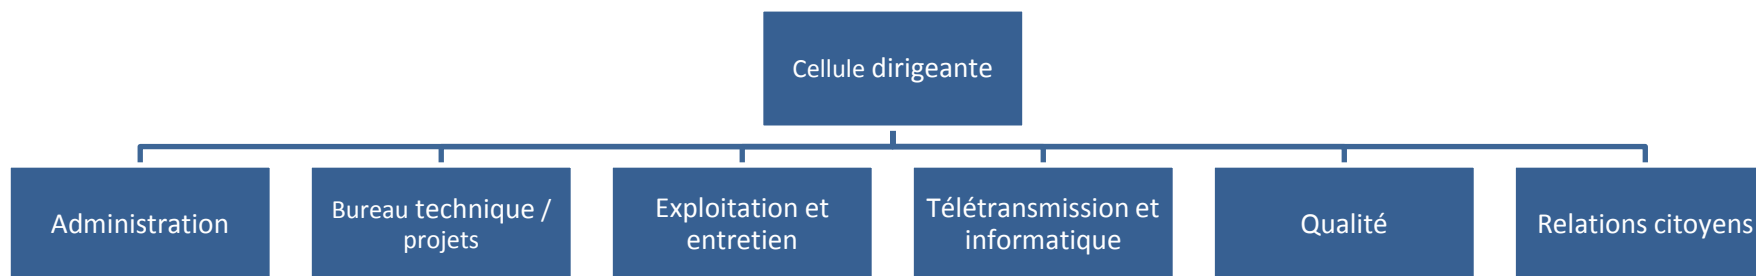 Cellule dirigeante
Administration
Bureau technique /
projets
Exploitation et
entretien
Télétransmission et
informatique
Qualité
Relations citoyens